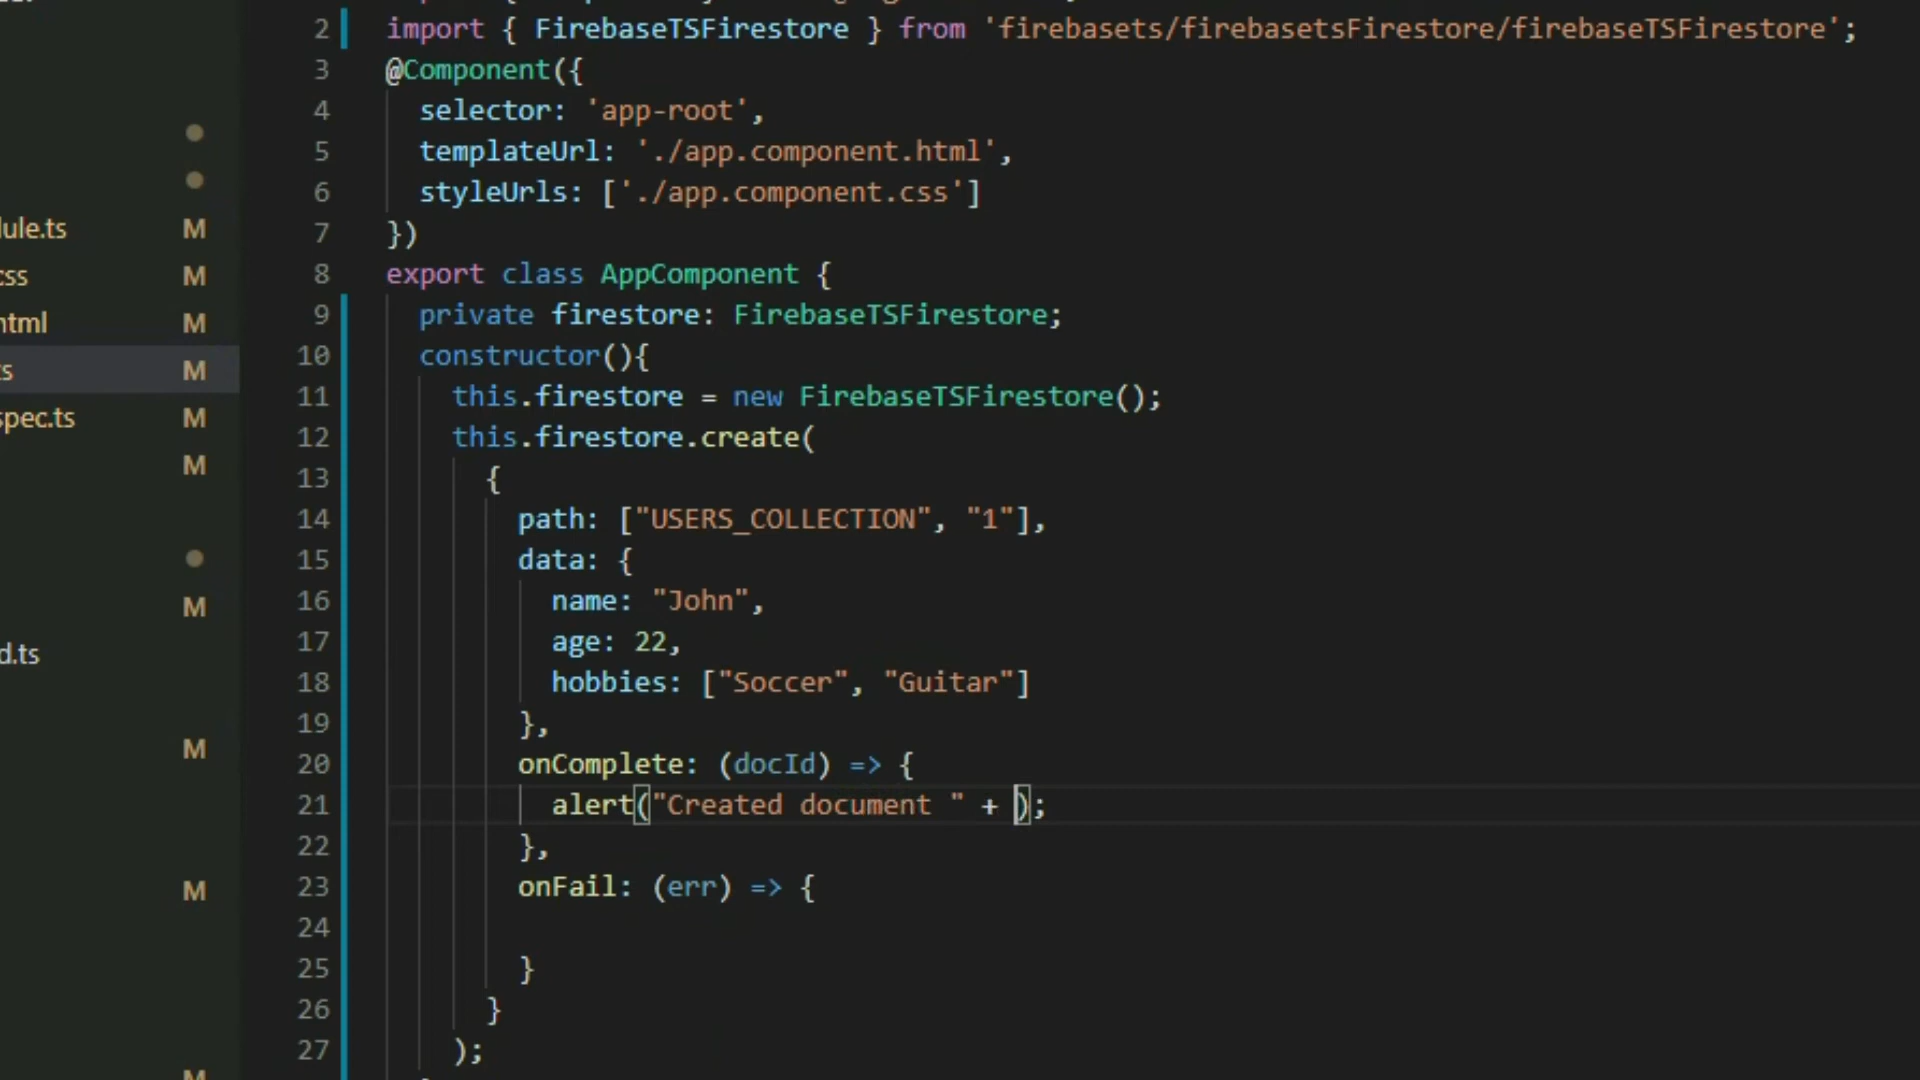 2 import { FirebaseTSFirestore } from 'firebasets/firebasetsFirestore/firebaseTSFirestore';
3 @Component({
4 selector: 'app-root',
5 templateUrl: './app.component.html',
6 styleUrls: ['./app.component.css']
7 })
8 export class AppComponent {
9 private firestore: FirebaseTSFirestore;
10 constructor(){
11 this.firestore = new FirebaseTSFirestore();
12 this.firestore.create(
13 {
14 path: ["USERS_COLLECTION", "1"],
15 data: {
16 name: "John",
17 age: 22,
18 hobbies: ["Soccer", "Guitar"]
19 },
20 onComplete: (docId) => {
21 alert("Created document " + );
22 },
23 onFail: (err) => {
24
25 }
26 }
27 );
lule.ts M
css M
html M
ts M
spec.ts M
M
M
d.ts
M
M
M